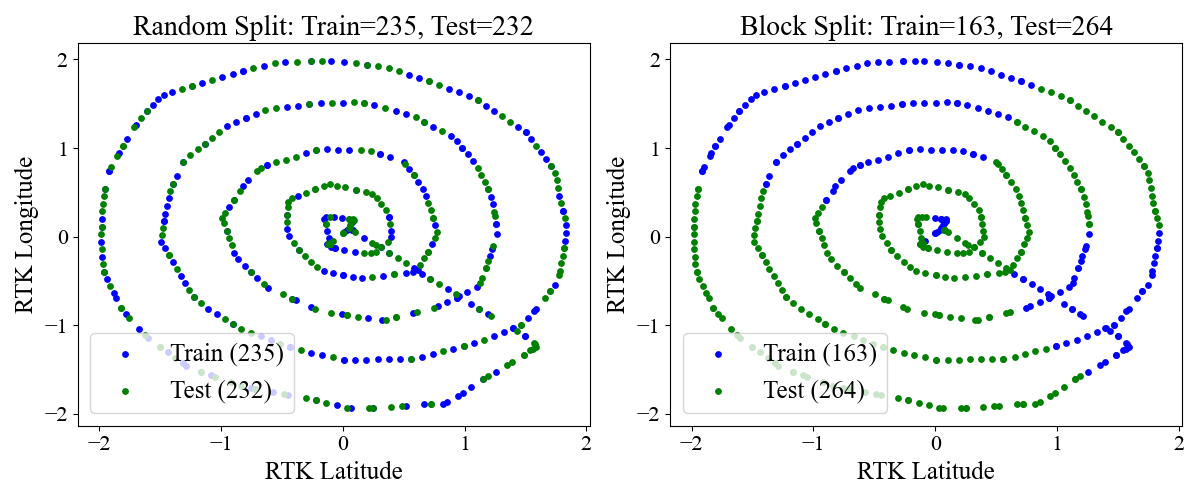 Random Split: Train=235, Test=232
RTK Longitude
2
1
0
−1
−2
Train (235)
Test (232)
−2
−1
0
1
2
RTK Latitude
Block Split: Train=163, Test=264
RTK Longitude
2
1
0
−1
−2
Train (163)
Test (264)
−2
−1
0
1
2
RTK Latitude